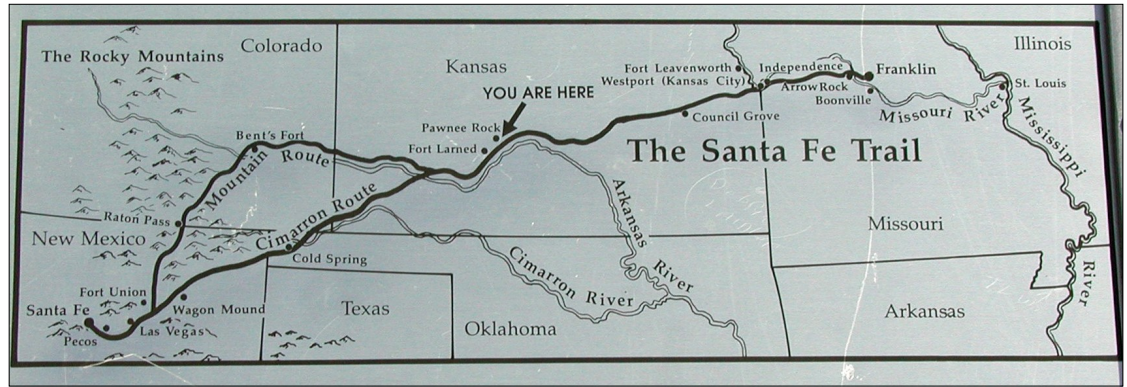 The Rocky Mountains
Colorado
Kansas
Illinois
Fort Leavenworth
Independence
Franklin
Westport (Kansas City)
Arrow Rock
Boonville
St. Louis
YOU ARE HERE
Missouri River
Mississippi
River
Council Grove
Pawnee Rock
Fort Larned
Bent's Fort
Mountain Route
The Santa Fe Trail
Arkansas
River
Raton Pass
Cimarron Route
New Mexico
Missouri
Cold Spring
Cimarron River
Fort Union
Santa Fe
Wagon Mound
Texas
Arkansas
Las Vegas
Oklahoma
Pecos